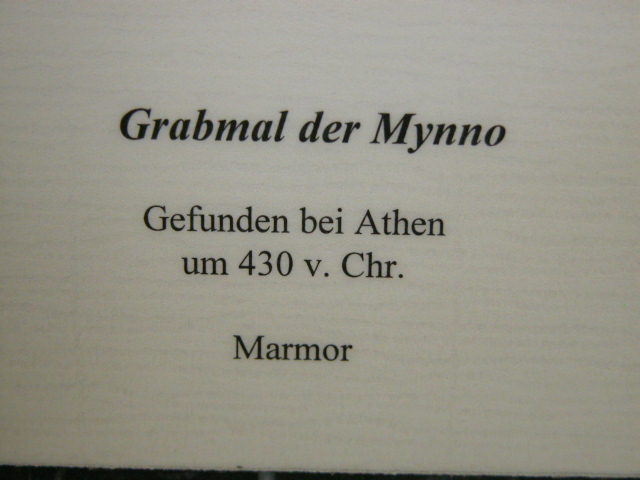 Grabmal der Mynno
Gefunden bei Athen
um 430 v. Chr.
Marmor